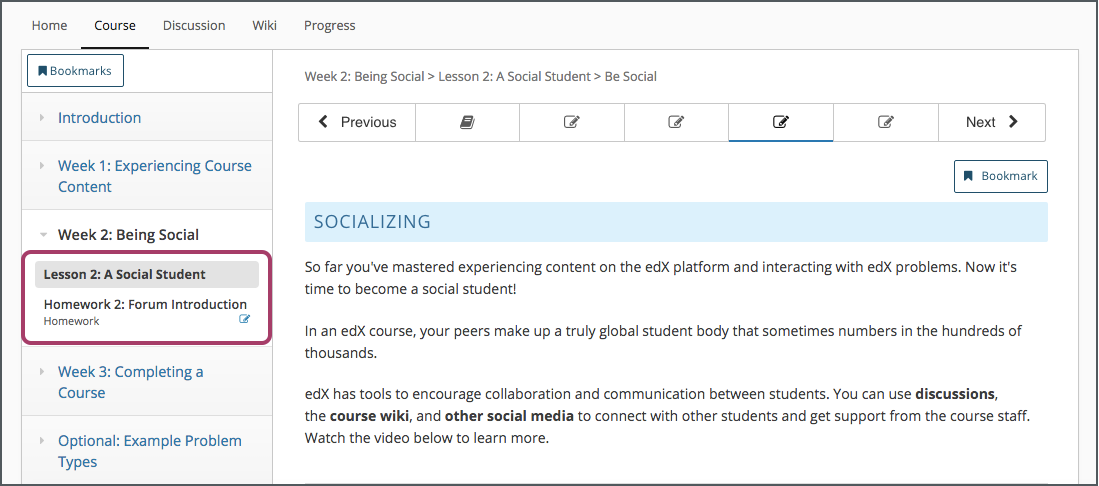 Home Course Discussion Wiki Progress
Bookmarks
Introduction
Week 1: Experiencing Course
Content
Week 2: Being Social
Lesson 2: A Social Student
Homework 2: Forum Introduction
Homework
Week 3: Completing a
Course
Optional: Example Problem
Types
Week 2: Being Social > Lesson 2: A Social Student > Be Social
Previous
Next
Bookmark
SOCIALIZING
So far you've mastered experiencing content on the edX platform and interacting with edX problems. Now it's
time to become a social student!
In an edX course, your peers make up a truly global student body that sometimes numbers in the hundreds of
thousands.
edX has tools to encourage collaboration and communication between students. You can use discussions,
the course wiki, and other social media to connect with other students and get support from the course staff.
Watch the video below to learn more.